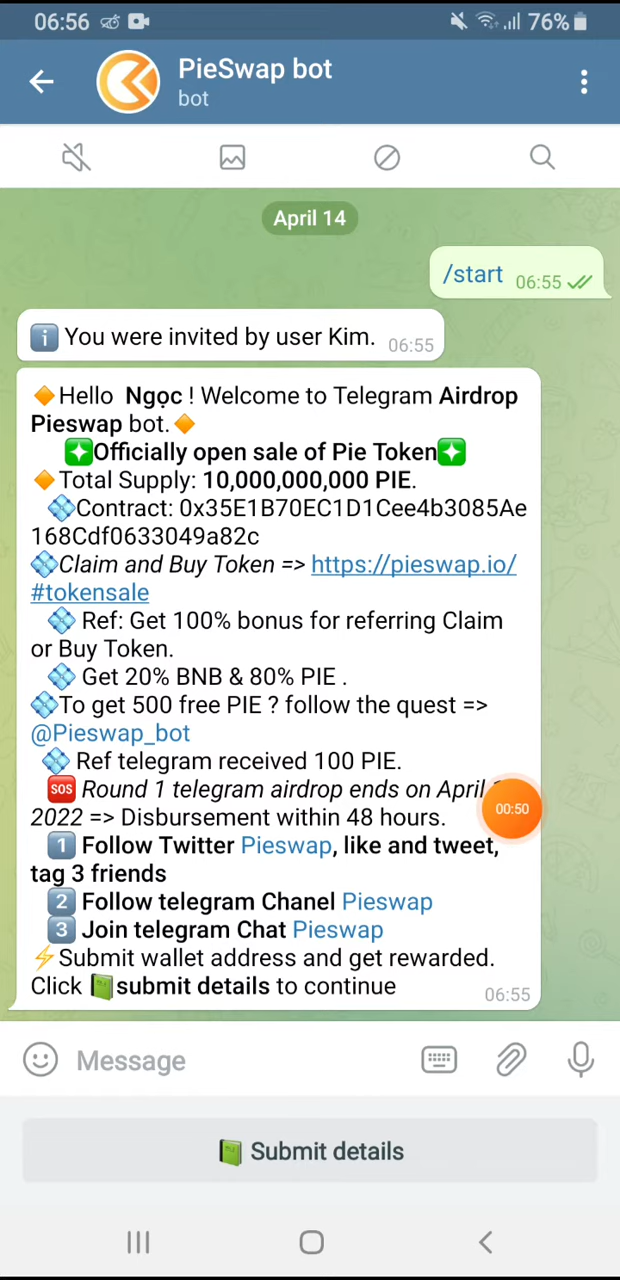 06:56
76%
PieSwap bot
bot
April 14
/start 06:55
You were invited by user Kim. 06:55
Hello Ngọc ! Welcome to Telegram Airdrop
Pieswap bot.
Officially open sale of Pie Token
Total Supply: 10,000,000,000 PIE.
Contract: 0x35E1B70EC1D1Cee4b3085Ae
168Cdf0633049a82c
Claim and Buy Token => https://pieswap.io/
#tokensale
Ref: Get 100% bonus for referring Claim
or Buy Token.
Get 20% BNB & 80% PIE .
To get 500 free PIE ? follow the quest =>
@Pieswap_bot
Ref telegram received 100 PIE.
SOS Round 1 telegram airdrop ends on April
2022 => Disbursement within 48 hours.
00:50
1 Follow Twitter Pieswap, like and tweet,
tag 3 friends
2 Follow telegram Chanel Pieswap
3 Join telegram Chat Pieswap
Submit wallet address and get rewarded.
Click submit details to continue 06:55
Message
Submit details